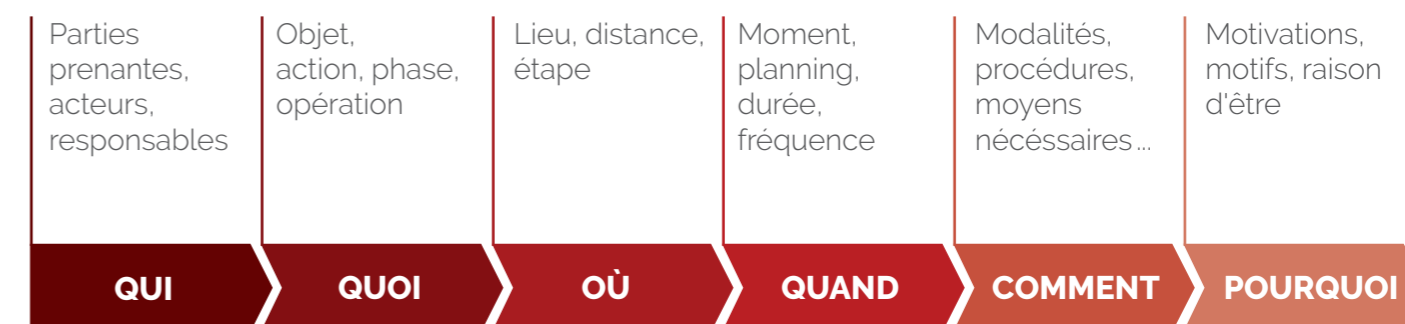 Parties
prenantes,
acteurs,
responsables
Objet,
action, phase,
opération
Lieu, distance,
étape
Moment,
planning,
durée,
fréquence
Modalités,
procédures,
moyens
nécéssaires ...
Motivations,
motifs, raison
d'être
QUI
QUOI
OÙ
QUAND
COMMENT
POURQUOI